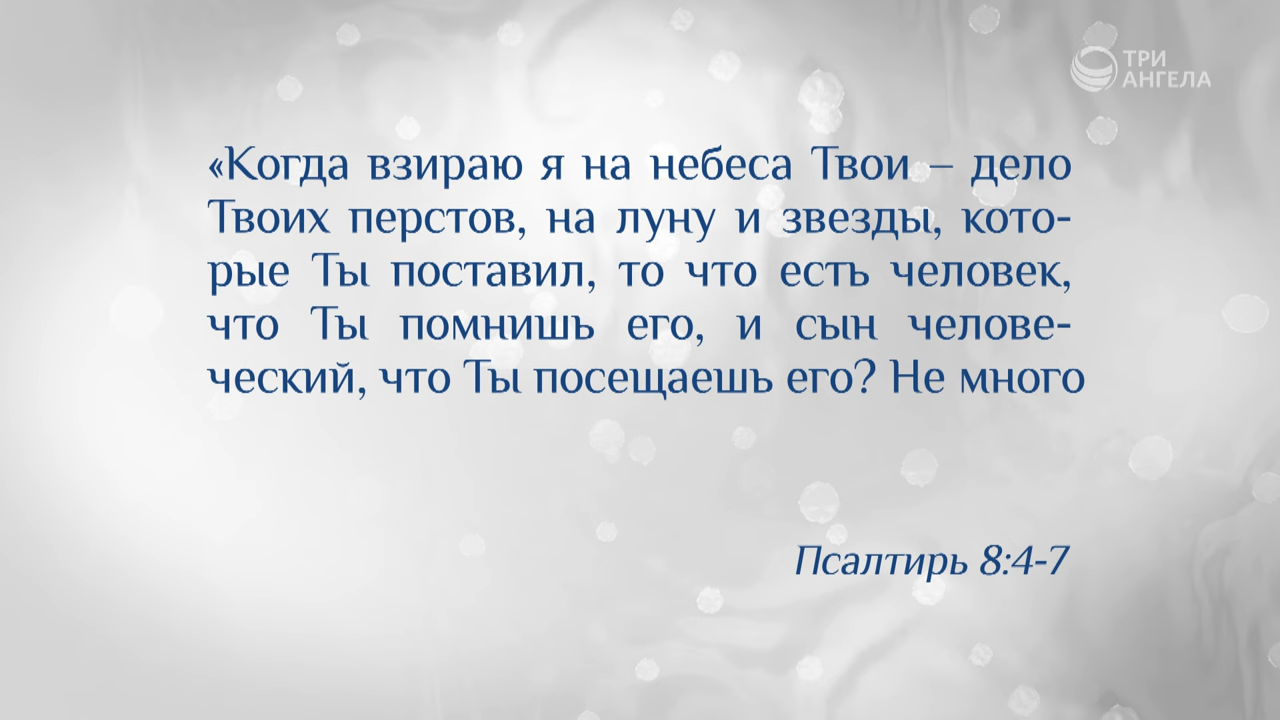 ТРИ
АНГЕЛА
«Когда взираю я на небеса Твои – дело
Твоих перстов, на луну и звезды, кото-
рые Ты поставил, то что есть человек,
что Ты помнишь его, и сын челове-
ческий, что Ты посещаешь его? Не много
Псалтирь 8:4-7